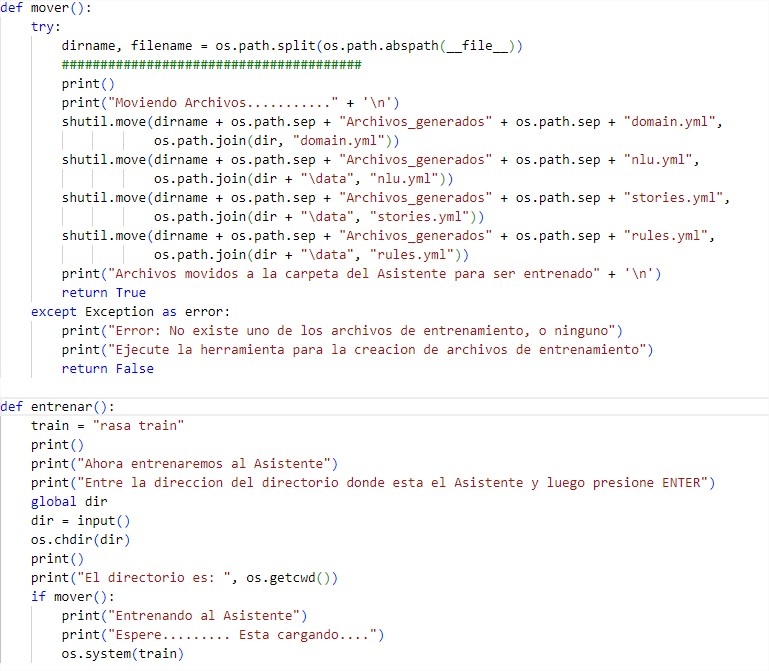 def mover():
    try:
        dirname, filename = os.path.split(os.path.abspath(__file__))
        #######################################
        print()
        print("Moviendo Archivos..........." + '\n')
        shutil.move(dirname + os.path.sep + "Archivos_generados" + os.path.sep + "domain.yml",
                    os.path.join(dir, "domain.yml"))
        shutil.move(dirname + os.path.sep + "Archivos_generados" + os.path.sep + "nlu.yml",
                    os.path.join(dir + "\data", "nlu.yml"))
        shutil.move(dirname + os.path.sep + "Archivos_generados" + os.path.sep + "stories.yml",
                    os.path.join(dir + "\data", "stories.yml"))
        shutil.move(dirname + os.path.sep + "Archivos_generados" + os.path.sep + "rules.yml",
                    os.path.join(dir + "\data", "rules.yml"))
        print("Archivos movidos a la carpeta del Asistente para ser entrenado" + '\n')
        return True
    except Exception as error:
        print("Error: No existe uno de los archivos de entrenamiento, o ninguno")
        print("Ejecute la herramienta para la creacion de archivos de entrenamiento")
        return False

def entrenar():
    train = "rasa train"
    print()
    print("Ahora entrenaremos al Asistente")
    print("Entre la direccion del directorio donde esta el Asistente y luego presione ENTER")
    global dir
    dir = input()
    os.chdir(dir)
    print()
    print("El directorio es: ", os.getcwd())
    if mover():
        print("Entrenando al Asistente")
        print("Espere......... Esta cargando....")
        os.system(train)